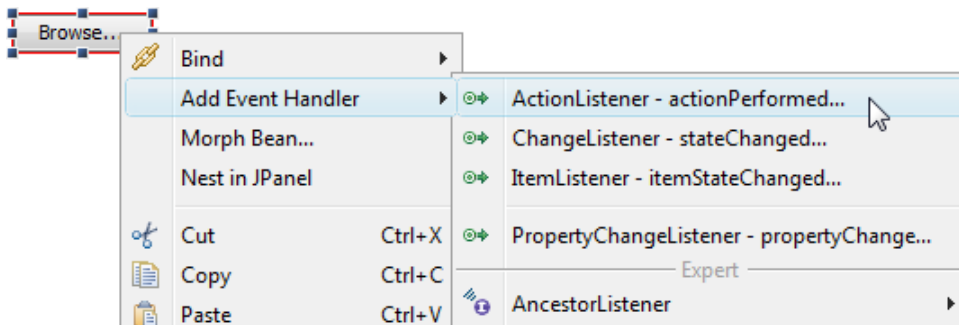 Browse...
Bind
Add Event Handler
ActionListener - actionPerformed...
Morph Bean...
ChangeListener - stateChanged...
Nest in JPanel
ItemListener - itemStateChanged...
Cut Ctrl+X
PropertyChangeListener - propertyChange...
Copy Ctrl+C
Expert
Paste Ctrl+V
AncestorListener